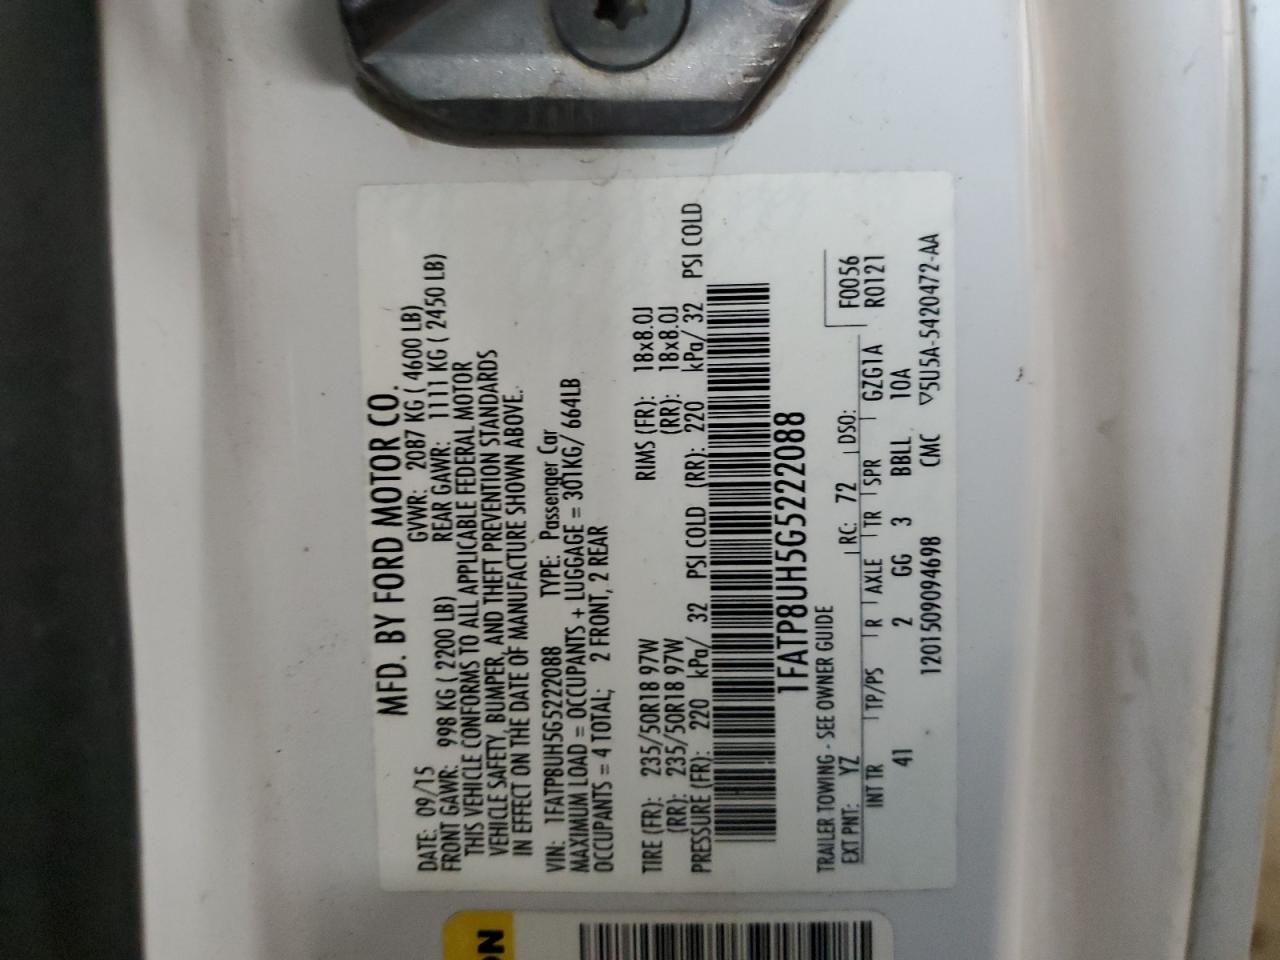 MFD. BY FORD MOTOR CO.
DATE: 09/15 GVWR: 2087 KG ( 4600 LB)
FRONT GAWR: 998 KG ( 2200 LB) REAR GAWR: 1111 KG ( 2450 LB)
THIS VEHICLE CONFORMS TO ALL APPLICABLE FEDERAL MOTOR
VEHICLE SAFETY, BUMPER, AND THEFT PREVENTION STANDARDS
IN EFFECT ON THE DATE OF MANUFACTURE SHOWN ABOVE.
VIN: 1FATP8UH5G5222088 TYPE: Passenger Car
MAXIMUM LOAD = OCCUPANTS + LUGGAGE = 301KG/ 664LB
OCCUPANTS = 4 TOTAL; 2 FRONT, 2 REAR
TIRE (FR): 235/50R18 97W RIMS (FR): 18x8.0J
(RR): 235/50R18 97W (RR): 18x8.0J
PRESSURE (FR): 220 kPa/ 32 PSI COLD (RR): 220 kPa/ 32 PSI COLD
1FATP8UH5G5222088
TRAILER TOWING - SEE OWNER GUIDE F0056
EXT PNT: YZ RC: 72 DSO: R0121
INT TR TP/PS R AXLE TR SPR GZG1A
41 2 GG 3 BBLL 10A
1201509094698 CMC ▽5U5A-5420472-AA